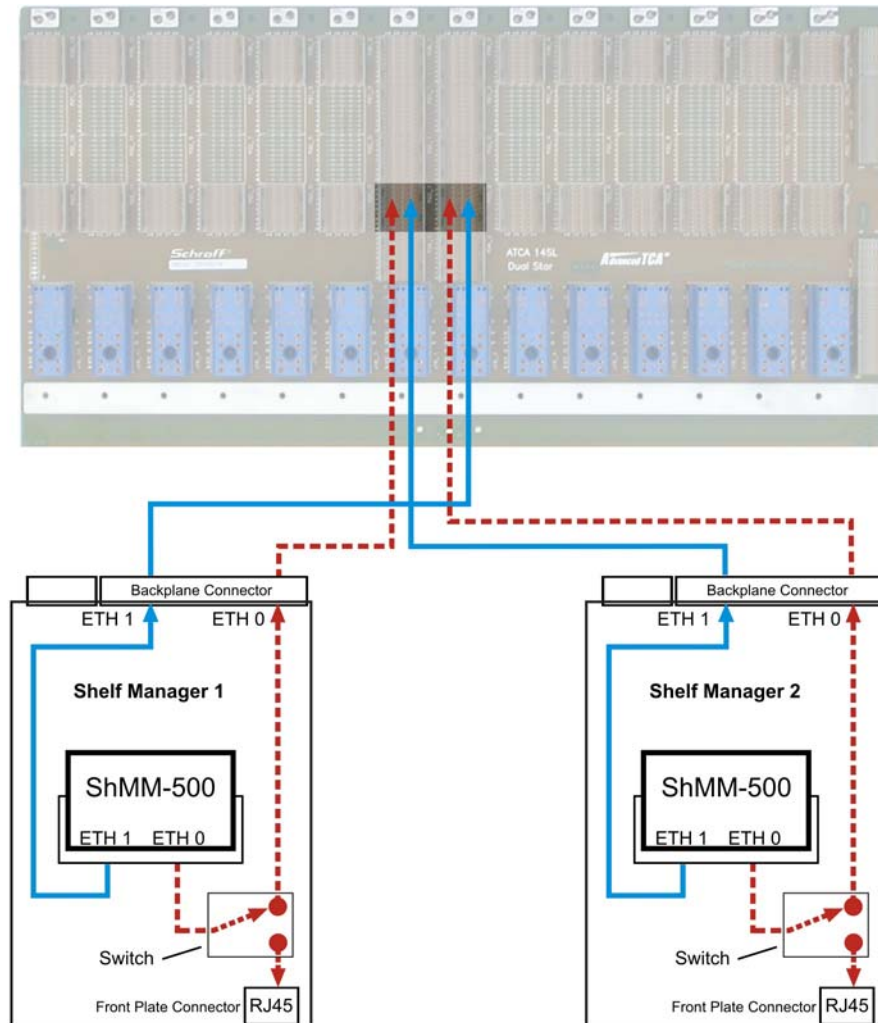 Schroff
ATCA 145L
Dual Star
AdvancedTCA
Backplane Connector
ETH 1
ETH 0
Shelf Manager 1
ShMM-500
ETH 1
ETH 0
Switch
Front Plate Connector
RJ45
Backplane Connector
ETH 1
ETH 0
Shelf Manager 2
ShMM-500
ETH 1
ETH 0
Switch
Front Plate Connector
RJ45